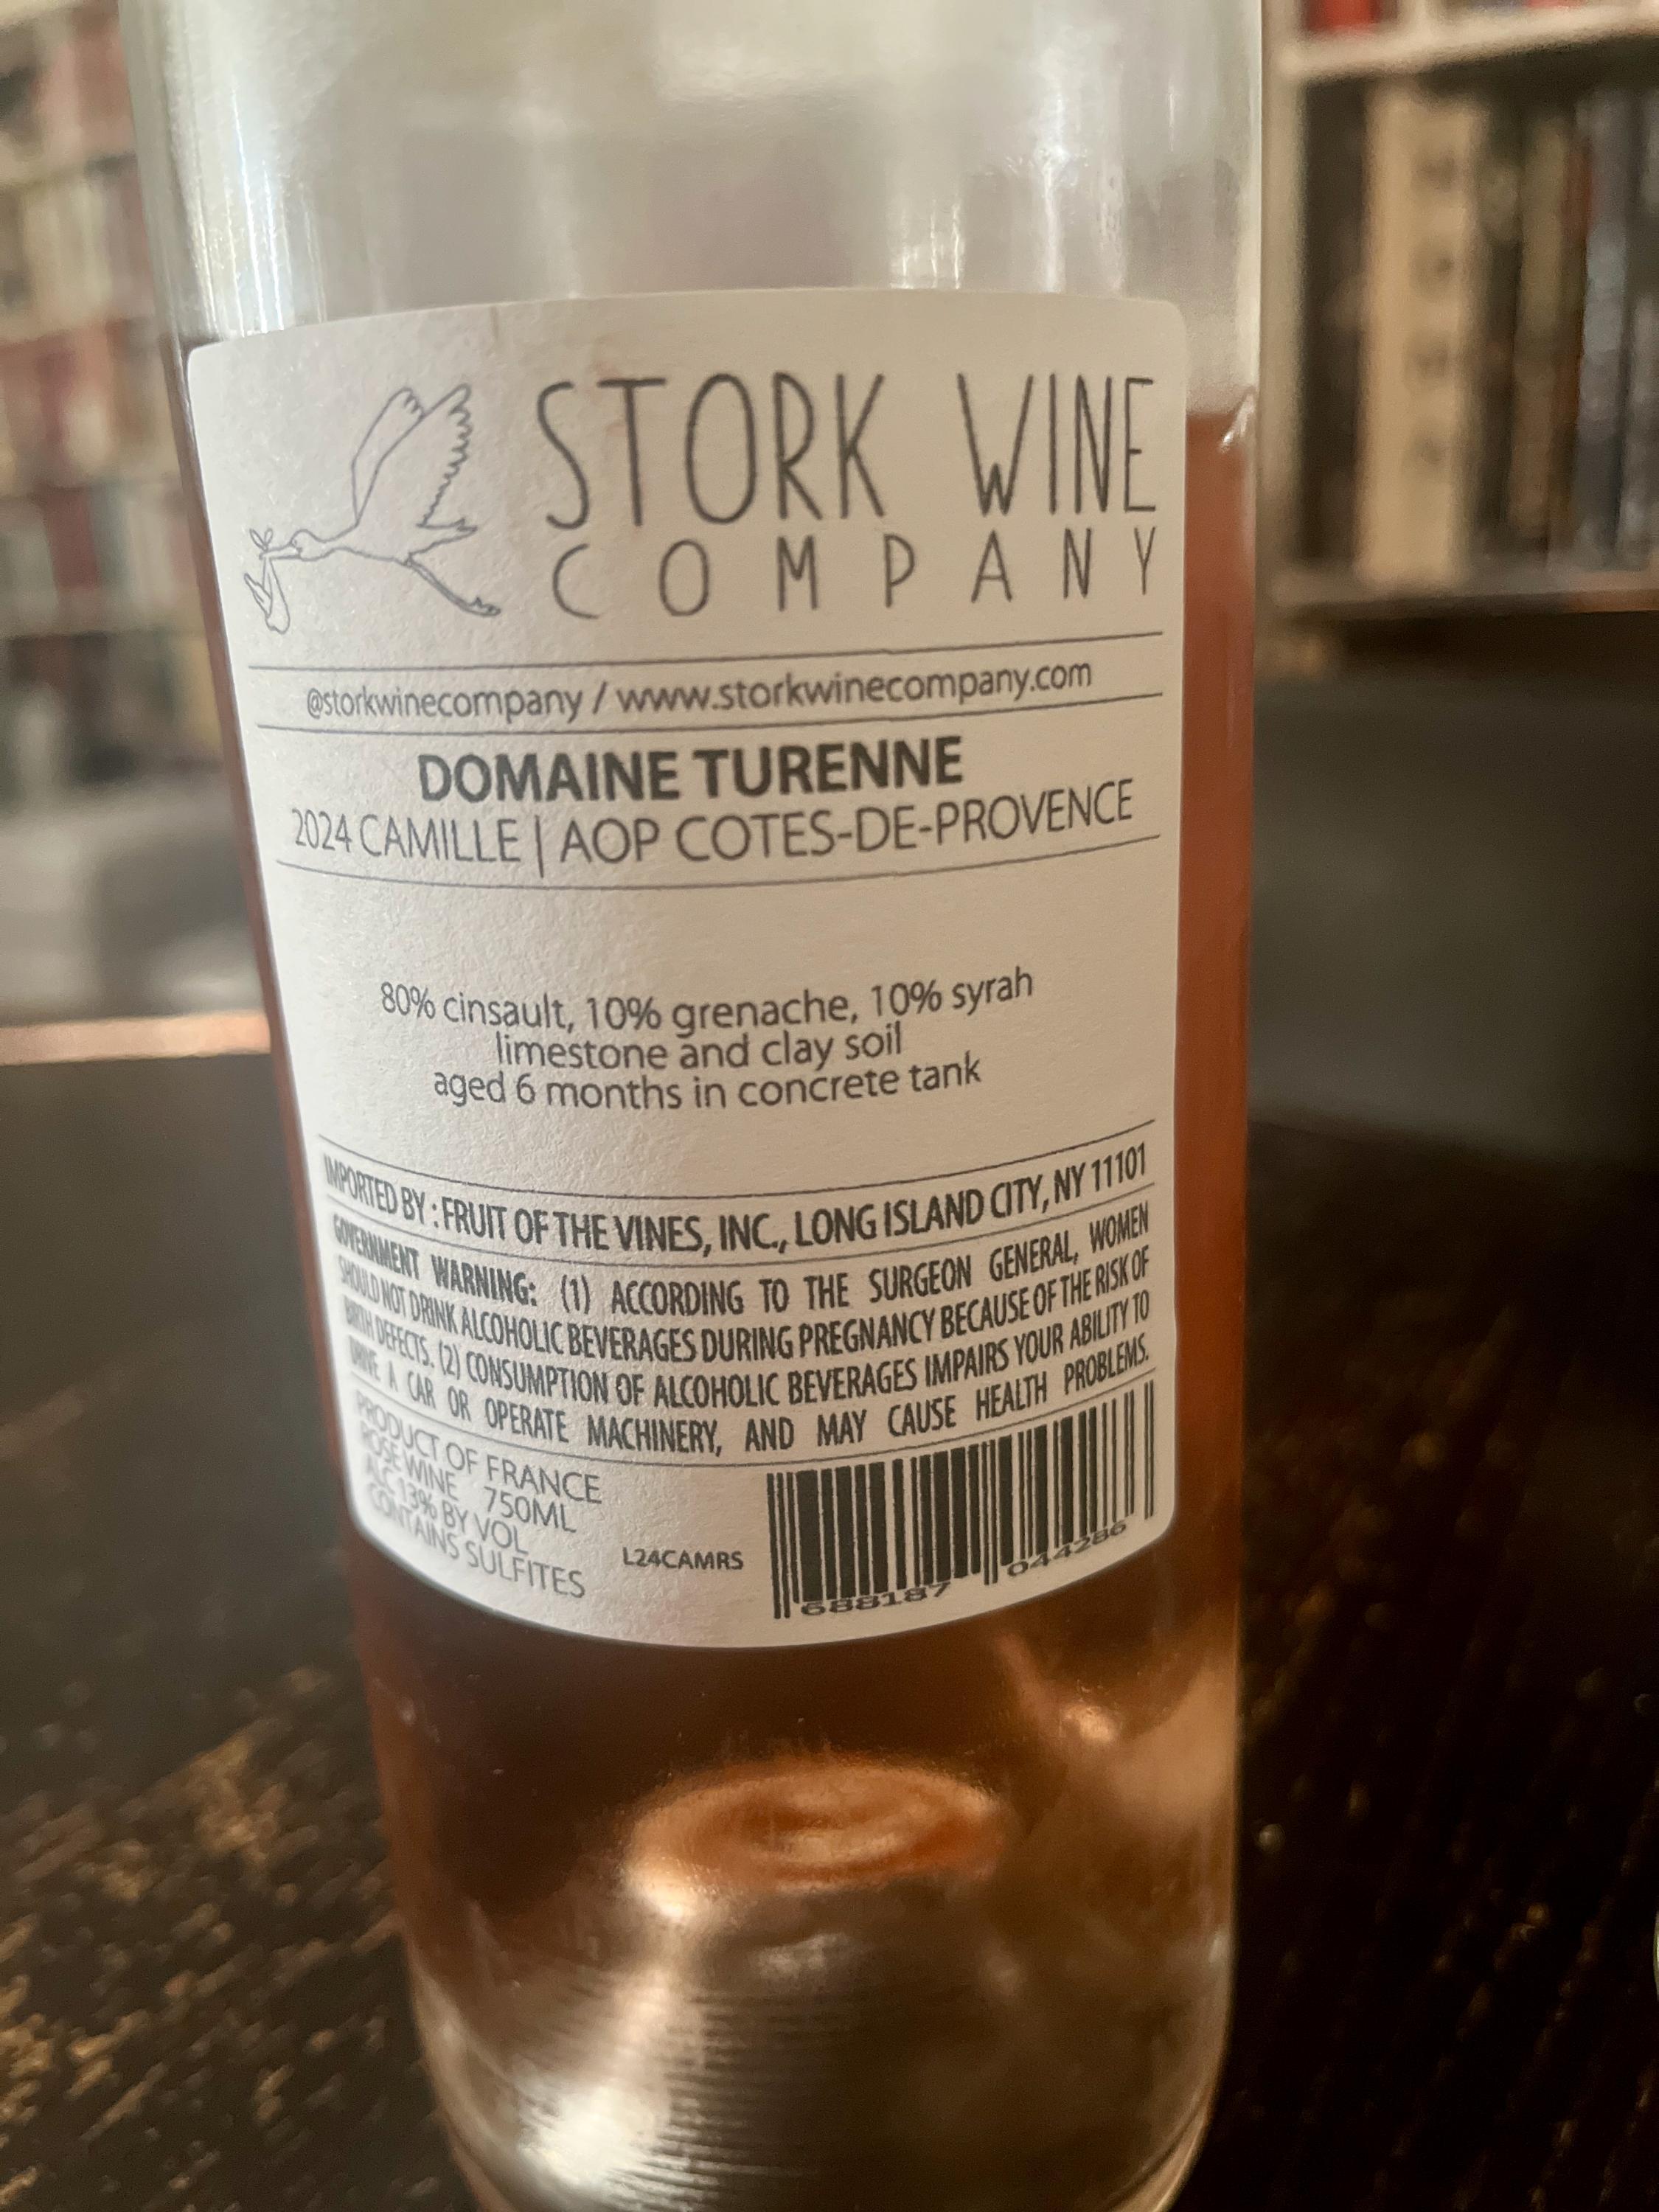 STORK WINE
COMPANY
@storkwinecompany / www.storkwinecompany.com
DOMAINE TURENNE
2024 CAMILLE | AOP COTES-DE-PROVENCE
80% cinsault, 10% grenache, 10% syrah
limestone and clay soil
aged 6 months in concrete tank
IMPORTED BY : FRUIT OF THE VINES, INC., LONG ISLAND CITY, NY 11101
GOVERNMENT WARNING: (1) ACCORDING TO THE SURGEON GENERAL, WOMEN
SHOULD NOT DRINK ALCOHOLIC BEVERAGES DURING PREGNANCY BECAUSE OF THE RISK OF
BIRTH DEFECTS. (2) CONSUMPTION OF ALCOHOLIC BEVERAGES IMPAIRS YOUR ABILITY TO
DRIVE A CAR OR OPERATE MACHINERY, AND MAY CAUSE HEALTH PROBLEMS.
PRODUCT OF FRANCE
ROSE WINE 750ML
ALC 13% BY VOL
CONTAINS SULFITES
L24CAMRS
688187 044286